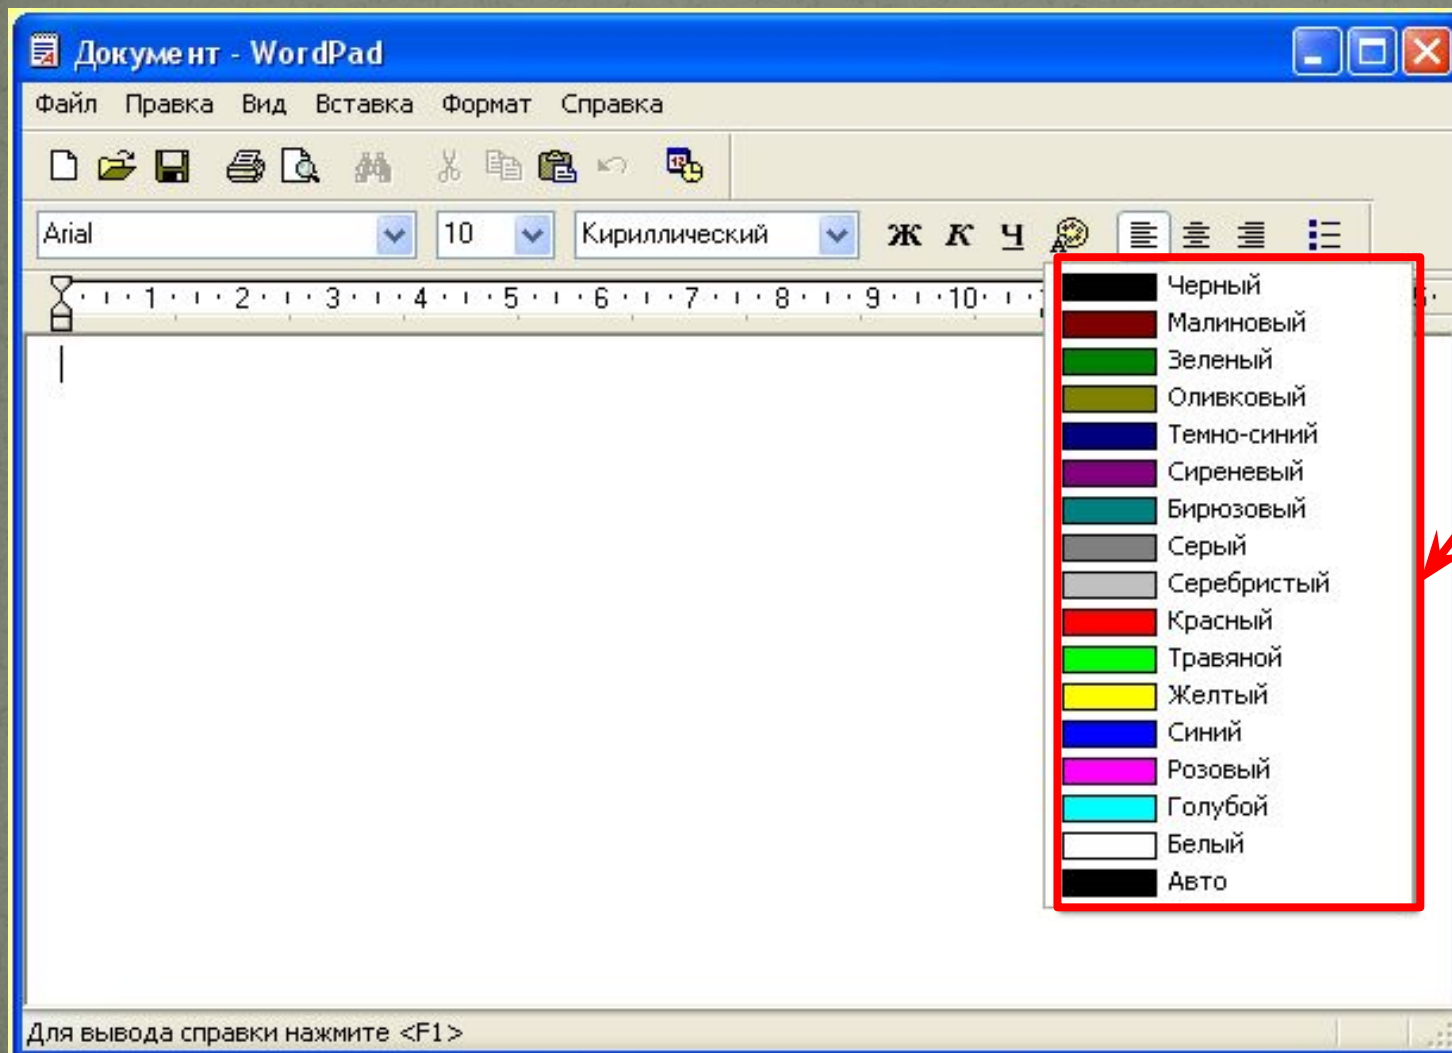 Документ - WordPad
Файл Правка Вид Вставка Формат Справка
Arial 10 Кириллический Ж К Ч
1 2 3 4 5 6 7 8 9 10
Черный
Малиновый
Зеленый
Оливковый
Темно-синий
Сиреневый
Бирюзовый
Серый
Серебристый
Красный
Травяной
Желтый
Синий
Розовый
Голубой
Белый
Авто
Для вывода справки нажмите <F1>